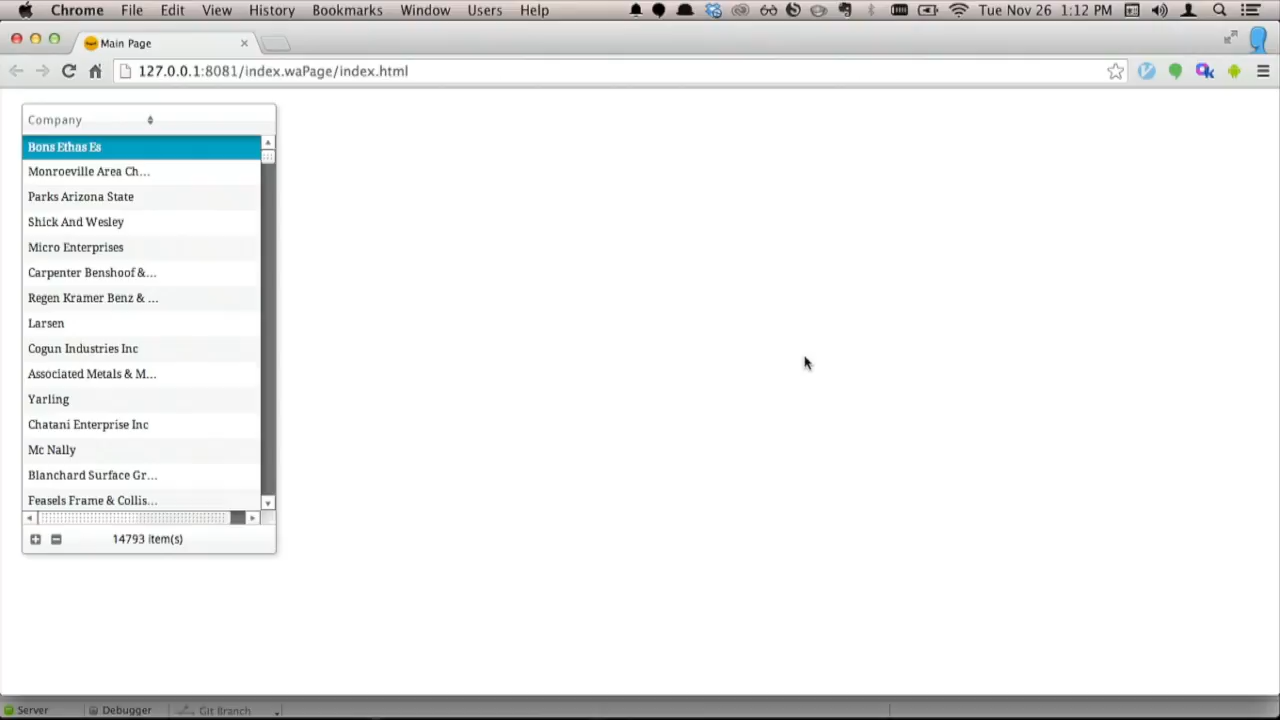 Chrome File Edit View History Bookmarks Window Users Help Tue Nov 26 1:12 PM
Main Page
127.0.0.1:8081/index.waPage/index.html
Company
Bons Ethas Es
Monroeville Area Ch...
Parks Arizona State
Shick And Wesley
Micro Enterprises
Carpenter Benshoof &...
Regen Kramer Benz & ...
Larsen
Cogun Industries Inc
Associated Metals & M...
Yarling
Chatani Enterprise Inc
Mc Nally
Blanchard Surface Gr...
Feasels Frame & Collis...
14793 item(s)
Server Debugger Git Branch